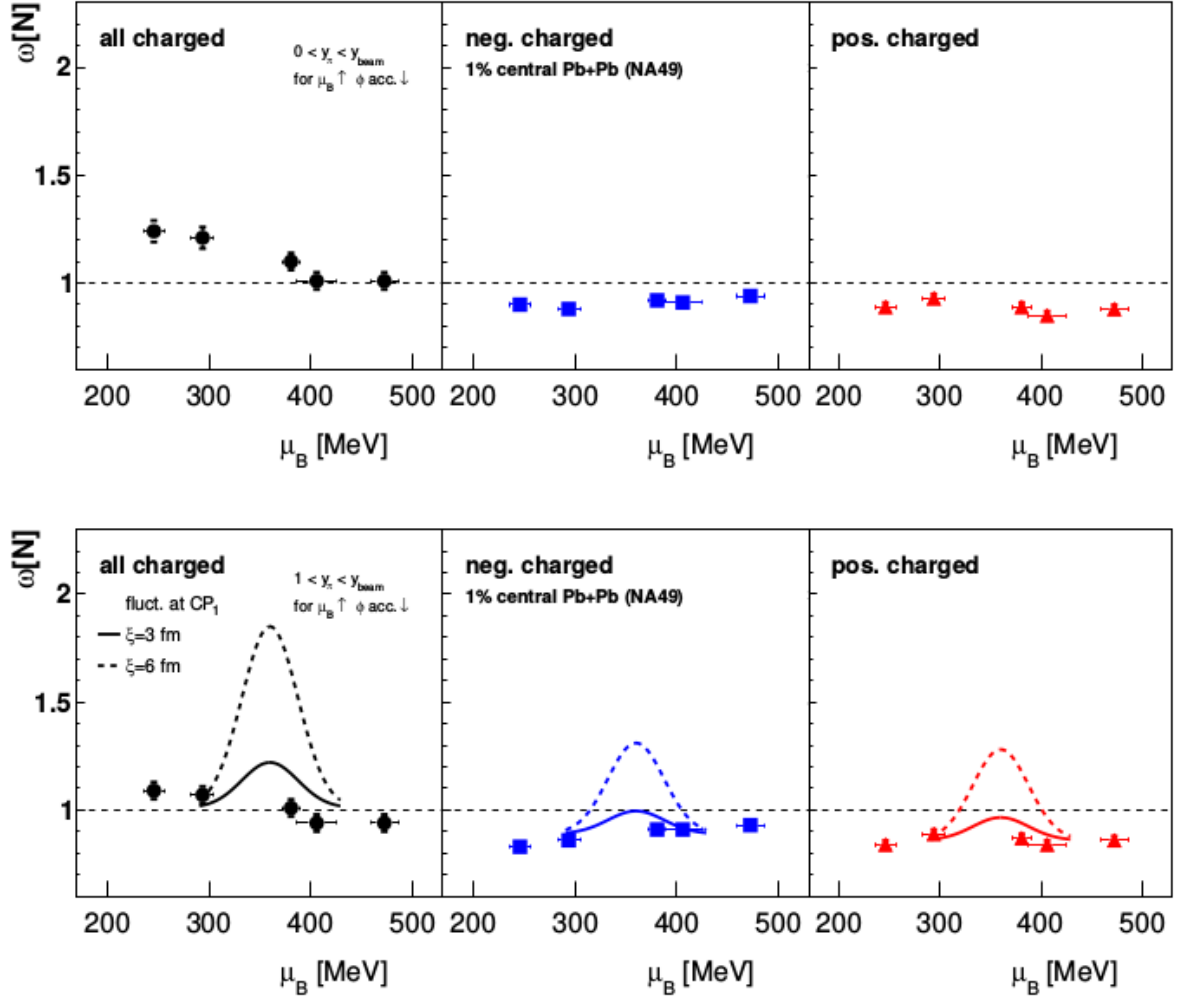 ω[N]
all charged
0 < yπ < ybeam
for μB ↑ ϕ acc.↓
neg. charged
1% central Pb+Pb (NA49)
pos. charged
2
1.5
1
200 300 400 500
200 300 400 500
200 300 400 500
μB [MeV]
μB [MeV]
μB [MeV]
ω[N]
all charged
1 < yπ < ybeam
for μB ↑ ϕ acc.↓
fluct. at CP1
ξ=3 fm
ξ=6 fm
neg. charged
1% central Pb+Pb (NA49)
pos. charged
2
1.5
1
200 300 400 500
200 300 400 500
200 300 400 500
μB [MeV]
μB [MeV]
μB [MeV]